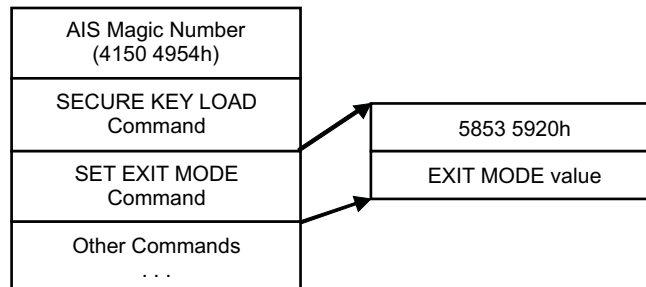 AIS Magic Number
(4150 4954h)
SECURE KEY LOAD
Command
SET EXIT MODE
Command
Other Commands
. . .
5853 5920h
EXIT MODE value